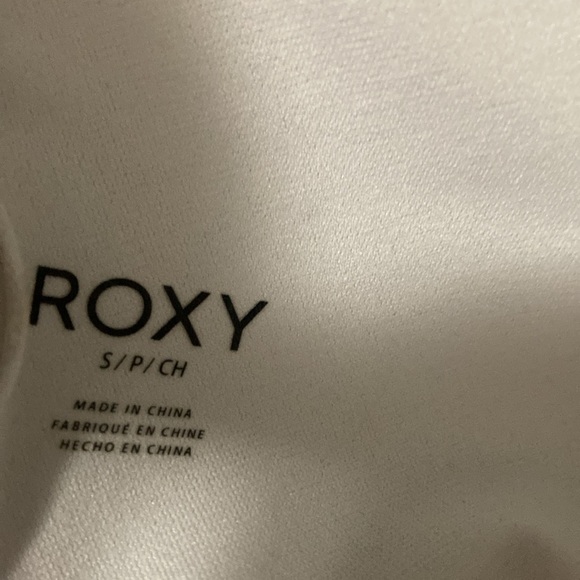 ROXY
S/P/CH
MADE IN CHINA
FABRIQUÉ EN CHINE
HECHO EN CHINA